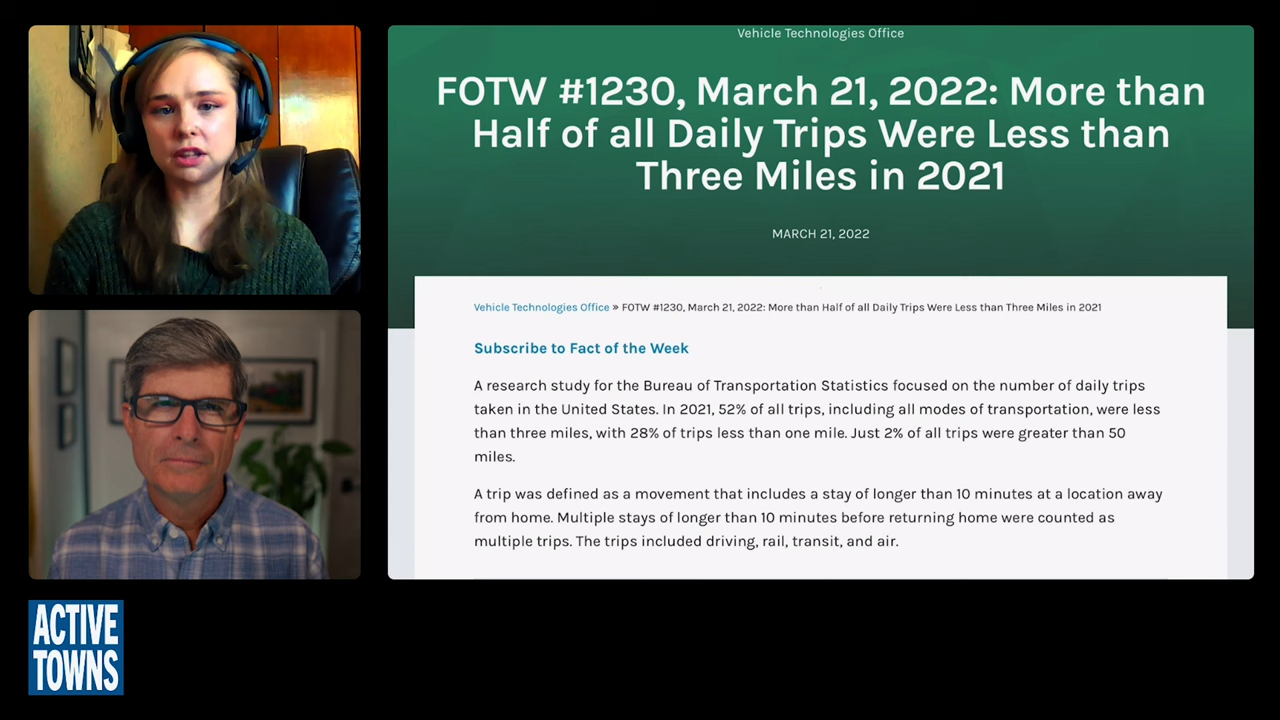 Vehicle Technologies Office
FOTW #1230, March 21, 2022: More than
Half of all Daily Trips Were Less than
Three Miles in 2021
MARCH 21, 2022
Vehicle Technologies Office » FOTW #1230, March 21, 2022: More than Half of all Daily Trips Were Less than Three Miles in 2021
Subscribe to Fact of the Week
A research study for the Bureau of Transportation Statistics focused on the number of daily trips
taken in the United States. In 2021, 52% of all trips, including all modes of transportation, were less
than three miles, with 28% of trips less than one mile. Just 2% of all trips were greater than 50
miles.
A trip was defined as a movement that includes a stay of longer than 10 minutes at a location away
from home. Multiple stays of longer than 10 minutes before returning home were counted as
multiple trips. The trips included driving, rail, transit, and air.
ACTIVE
TOWNS